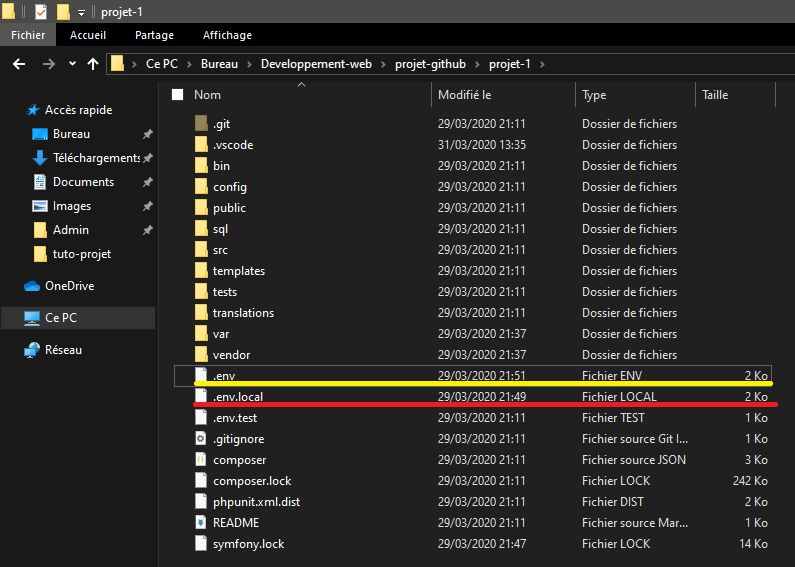 projet-1
Fichier Accueil Partage Affichage
Ce PC Bureau Developpement-web projet-github projet-1
Accès rapide
Bureau
Téléchargements
Documents
Images
Admin
tuto-projet
OneDrive
Ce PC
Réseau
Nom Modifié le Type Taille
.git 29/03/2020 21:11 Dossier de fichiers
.vscode 31/03/2020 13:35 Dossier de fichiers
bin 29/03/2020 21:11 Dossier de fichiers
config 29/03/2020 21:11 Dossier de fichiers
public 29/03/2020 21:11 Dossier de fichiers
sql 29/03/2020 21:11 Dossier de fichiers
src 29/03/2020 21:11 Dossier de fichiers
templates 29/03/2020 21:11 Dossier de fichiers
tests 29/03/2020 21:11 Dossier de fichiers
translations 29/03/2020 21:11 Dossier de fichiers
var 29/03/2020 21:37 Dossier de fichiers
vendor 29/03/2020 21:37 Dossier de fichiers
.env 29/03/2020 21:51 Fichier ENV 2 Ko
.env.local 29/03/2020 21:49 Fichier LOCAL 2 Ko
.env.test 29/03/2020 21:11 Fichier TEST 1 Ko
.gitignore 29/03/2020 21:11 Fichier source Git I... 1 Ko
composer 29/03/2020 21:11 Fichier source JSON 3 Ko
composer.lock 29/03/2020 21:11 Fichier LOCK 242 Ko
phpunit.xml.dist 29/03/2020 21:11 Fichier DIST 2 Ko
README 29/03/2020 21:11 Fichier source Mar... 1 Ko
symfony.lock 29/03/2020 21:47 Fichier LOCK 14 Ko